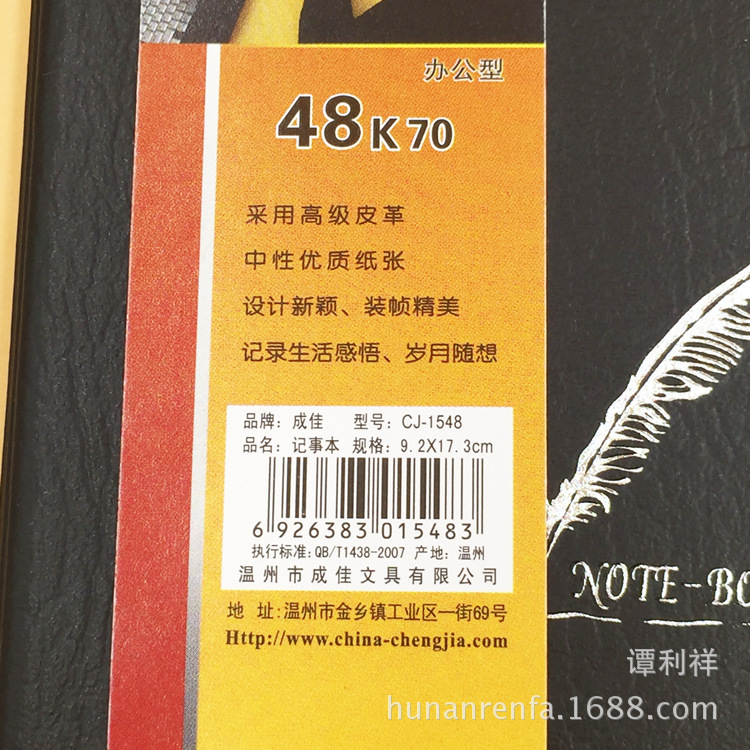 办公型
48K70
采用高级皮革
中性优质纸张
设计新颖、装帧精美
记录生活感悟、岁月随想
品牌: 成佳 型号: CJ-1548
品名: 记事本 规格: 9.2X17.3cm
6 926383 015483
执行标准: QB/T1438-2007 产地: 温州
温州市成佳文具有限公司
地 址:温州市金乡镇工业区一街69号
Http://www.china-chengjia.com
NOTE-BO
谭利祥
hunanrenfa.1688.com